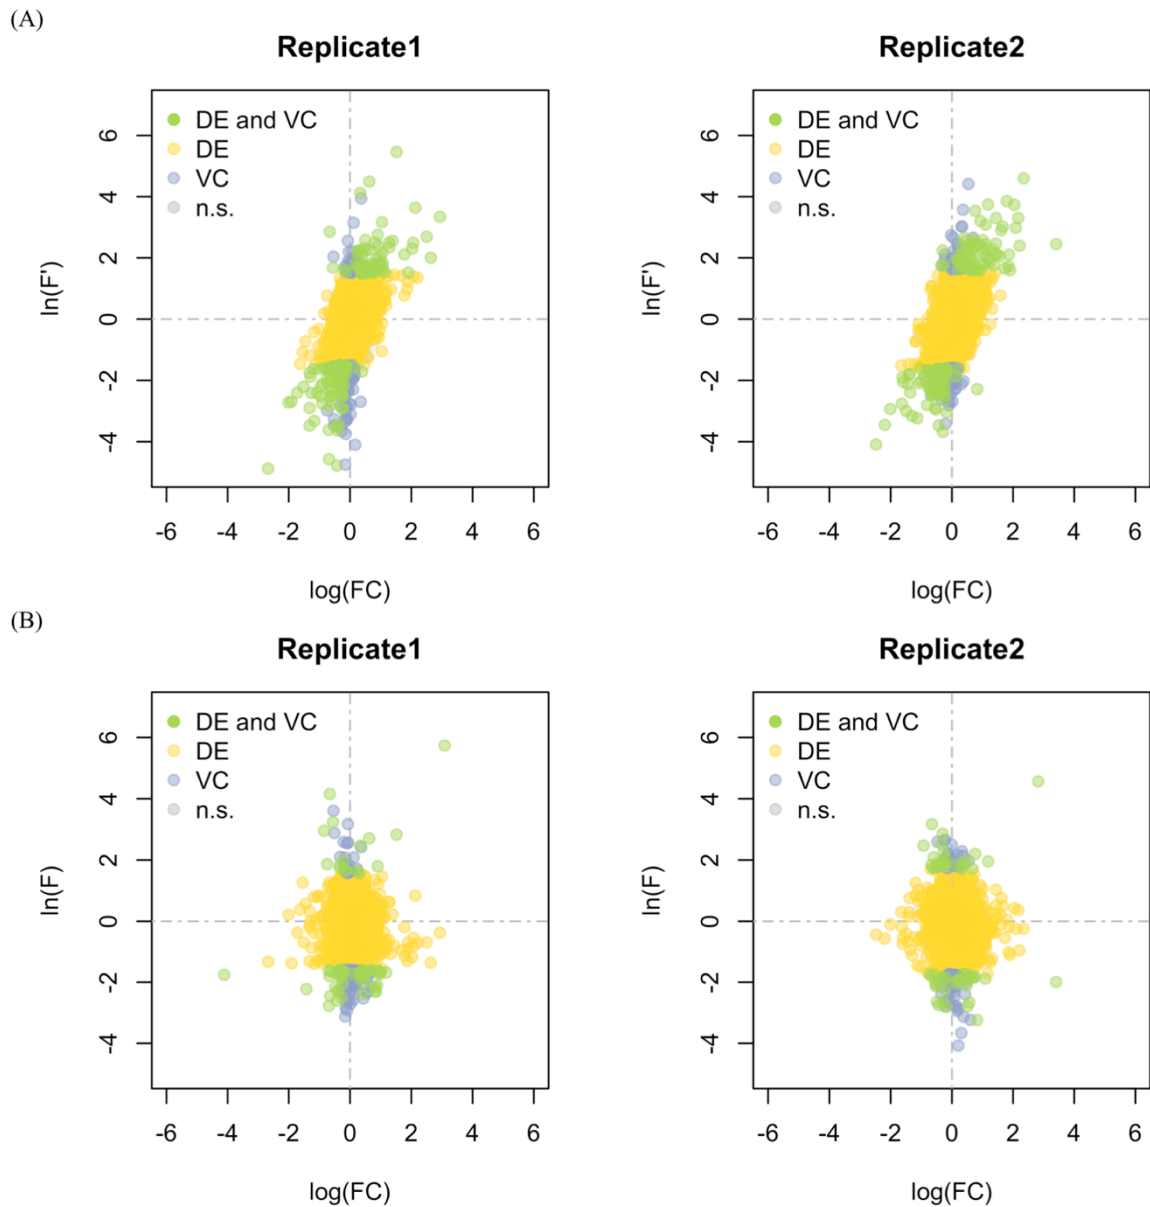 (A)
Replicate1
DE and VC
DE
VC
n.s.
6
4
2
0
-2
-4
ln(F')
-6
-4
-2
0
2
4
6
log(FC)
Replicate2
DE and VC
DE
VC
n.s.
6
4
2
0
-2
-4
ln(F')
-6
-4
-2
0
2
4
6
log(FC)
(B)
Replicate1
DE and VC
DE
VC
n.s.
6
4
2
0
-2
-4
ln(F)
-6
-4
-2
0
2
4
6
log(FC)
Replicate2
DE and VC
DE
VC
n.s.
6
4
2
0
-2
-4
ln(F)
-6
-4
-2
0
2
4
6
log(FC)